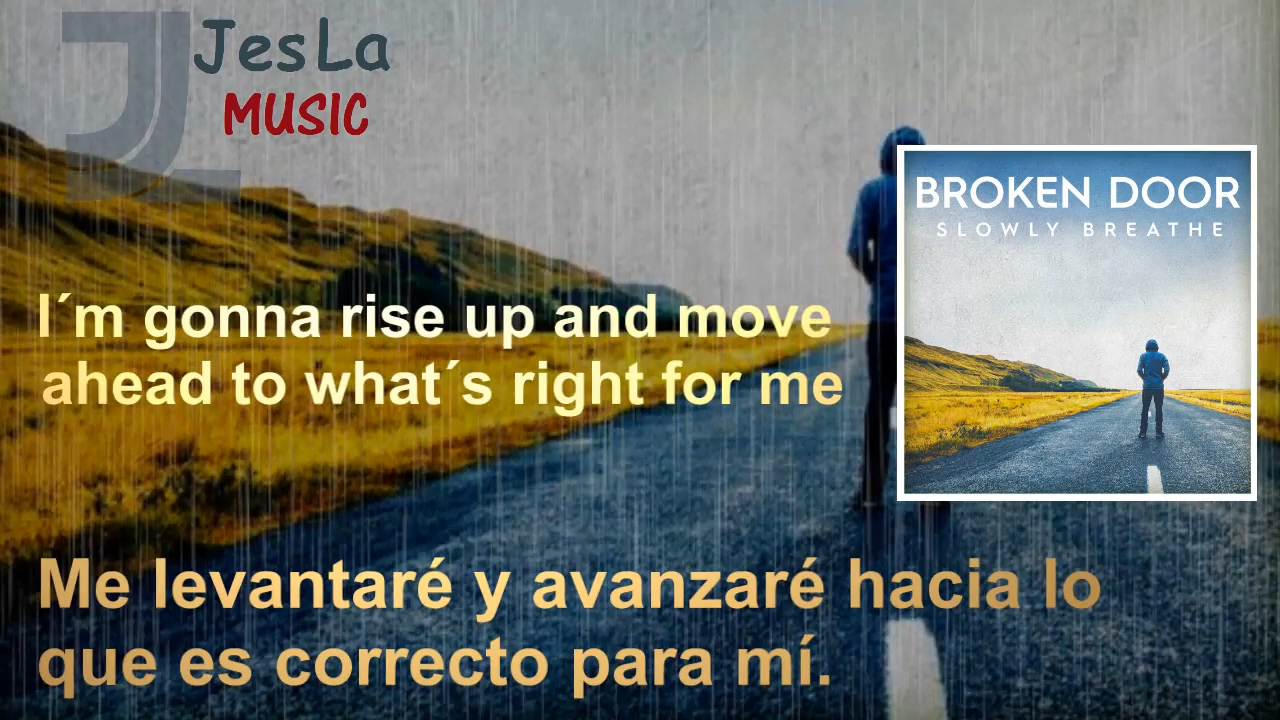 JesLa
MUSIC
BROKEN DOOR
SLOWLY BREATHE
I´m gonna rise up and move
ahead to what´s right for me
Me levantaré y avanzaré hacia lo
que es correcto para mí.